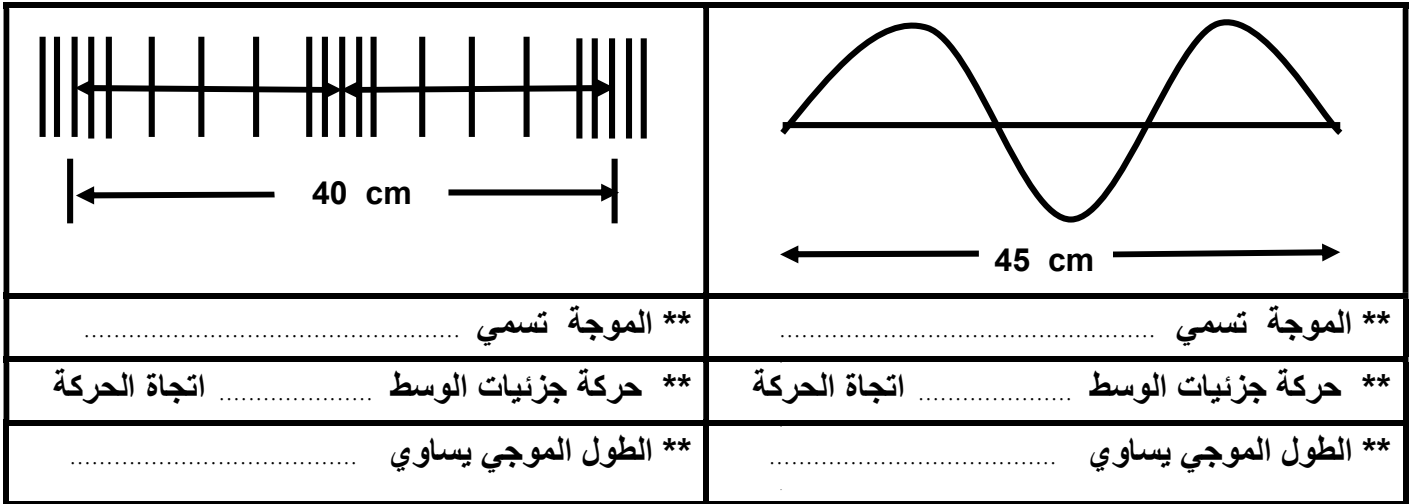 45 cm
40 cm
** الموجة تسمي ........................................
** الموجة تسمي ........................................
** حركة جزئيات الوسط .................... اتجاة الحركة
** حركة جزئيات الوسط .................... اتجاة الحركة
** الطول الموجي يساوي ........................................
** الطول الموجي يساوي ........................................